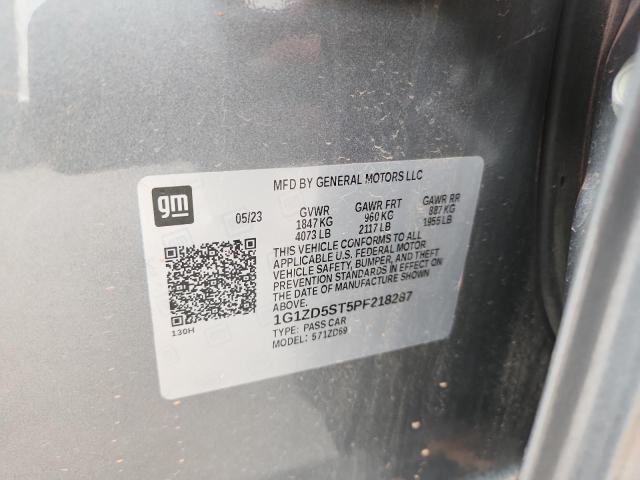 MFD BY GENERAL MOTORS LLC
gm
05/23
GVWR GAWR FRT GAWR RR
1847 KG 960 KG 887 KG
4073 LB 2117 LB 1955 LB
THIS VEHICLE CONFORMS TO ALL
APPLICABLE U.S. FEDERAL MOTOR
VEHICLE SAFETY, BUMPER, AND THEFT
PREVENTION STANDARDS IN EFFECT ON
THE DATE OF MANUFACTURE SHOWN
ABOVE.
1G1ZD5ST5PF218287
TYPE: PASS CAR
MODEL: 571ZD69
130H